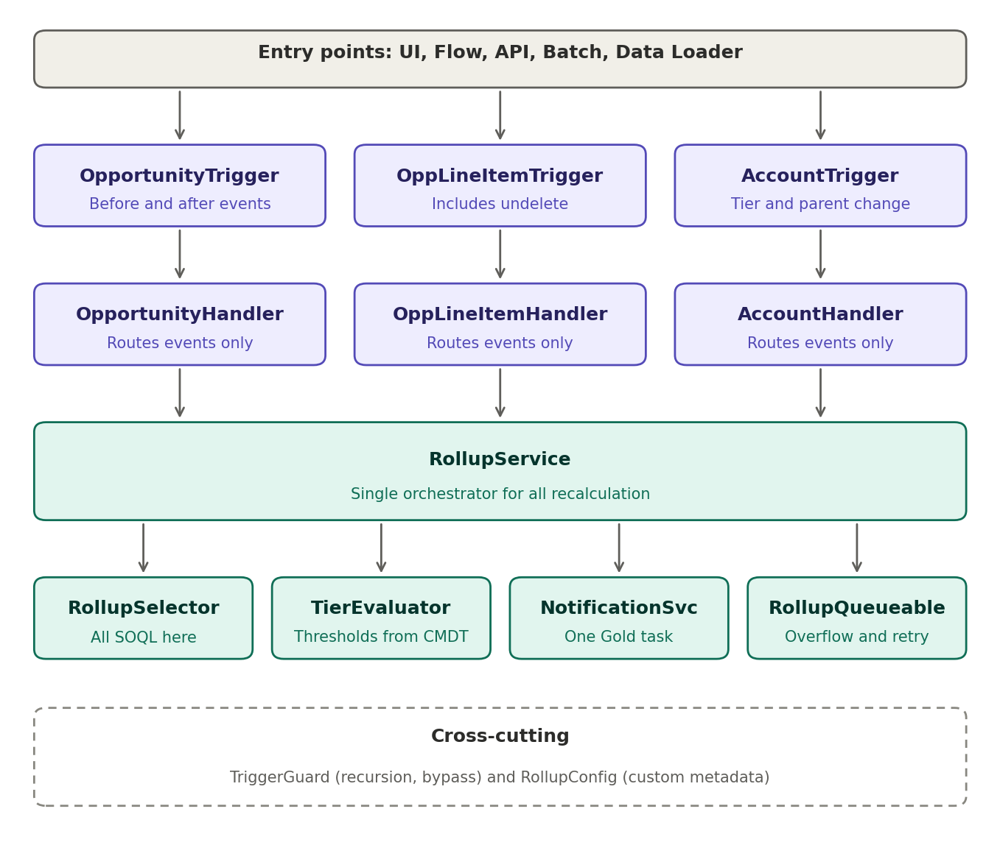 Entry points: UI, Flow, API, Batch, Data Loader
OpportunityTrigger
Before and after events
OppLineItemTrigger
Includes undelete
AccountTrigger
Tier and parent change
OpportunityHandler
Routes events only
OppLineItemHandler
Routes events only
AccountHandler
Routes events only
RollupService
Single orchestrator for all recalculation
RollupSelector
All SOQL here
TierEvaluator
Thresholds from CMDT
NotificationSvc
One Gold task
RollupQueueable
Overflow and retry
Cross-cutting
TriggerGuard (recursion, bypass) and RollupConfig (custom metadata)